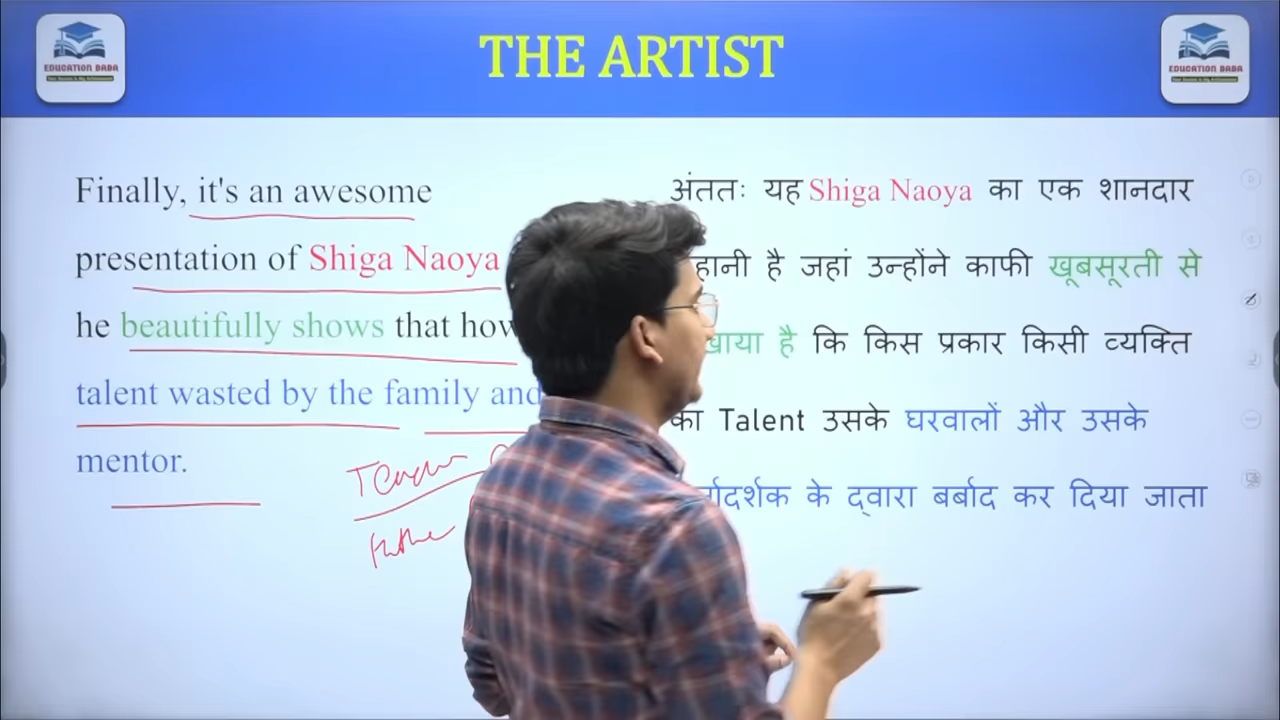 THE ARTIST
EDUCATION BABA
EDUCATION BABA
Finally, it's an awesome
presentation of Shiga Naoya
he beautifully shows that how
talent wasted by the family and
mentor.
Teacher
अंततः यह Shiga Naoya का एक शानदार
है जहां उन्होंने काफी खूबसूरती से
है कि किस प्रकार किसी व्यक्ति
का Talent उसके घरवालों और उसके
के द्वारा बर्बाद कर दिया जाता